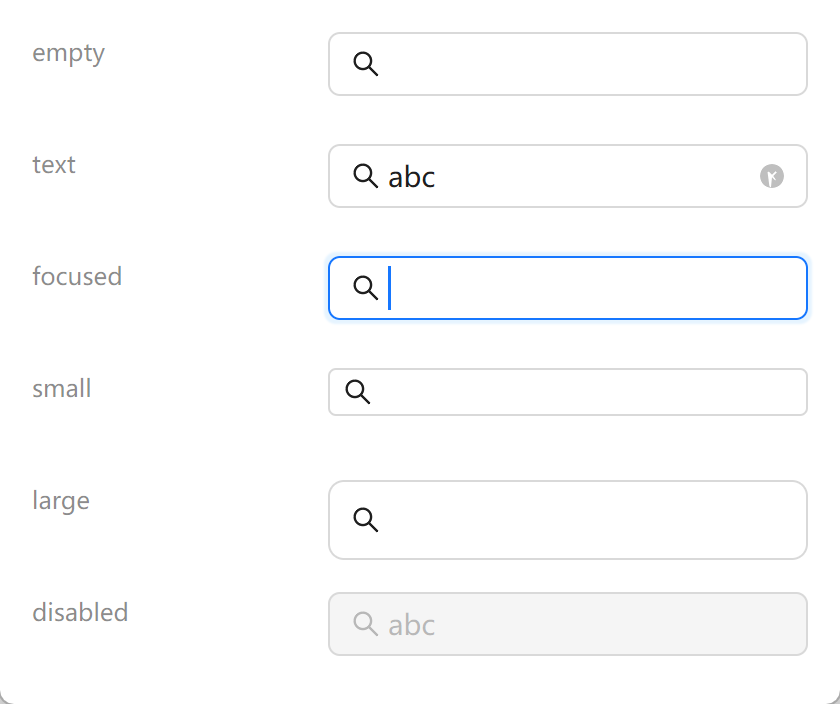 empty
text
abc
focused
small
large
disabled
abc